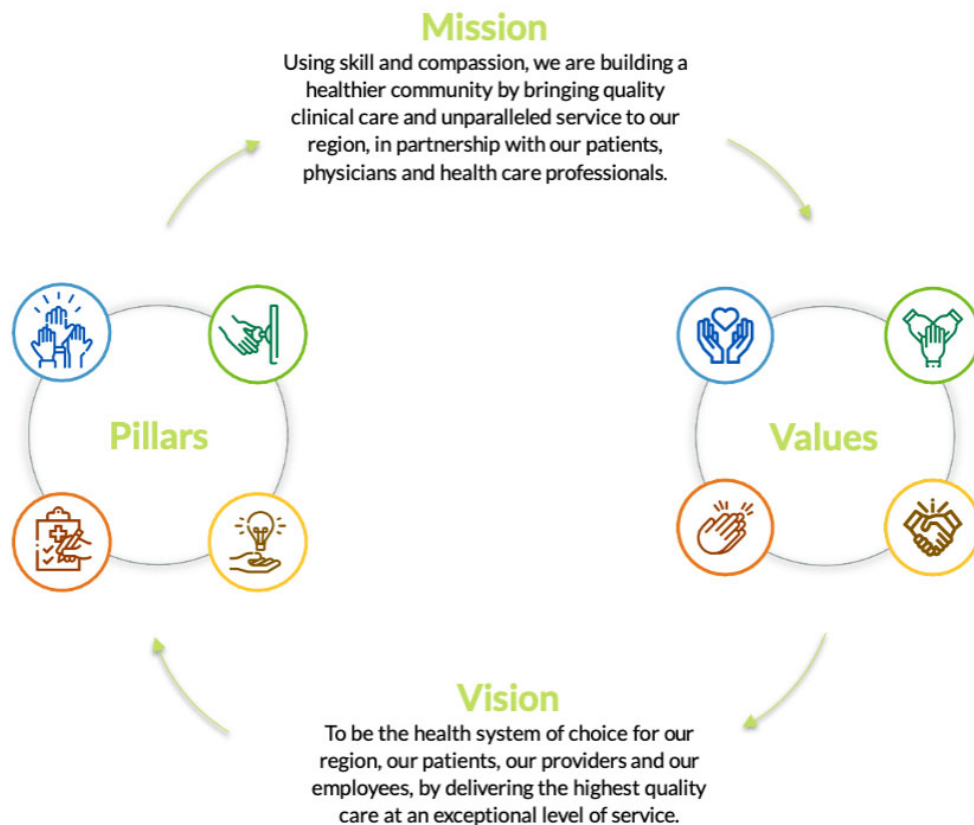 Mission
Using skill and compassion, we are building a
healthier community by bringing quality
clinical care and unparalleled service to our
region, in partnership with our patients,
physicians and health care professionals.
Pillars
Values
Vision
To be the health system of choice for our
region, our patients, our providers and our
employees, by delivering the highest quality
care at an exceptional level of service.